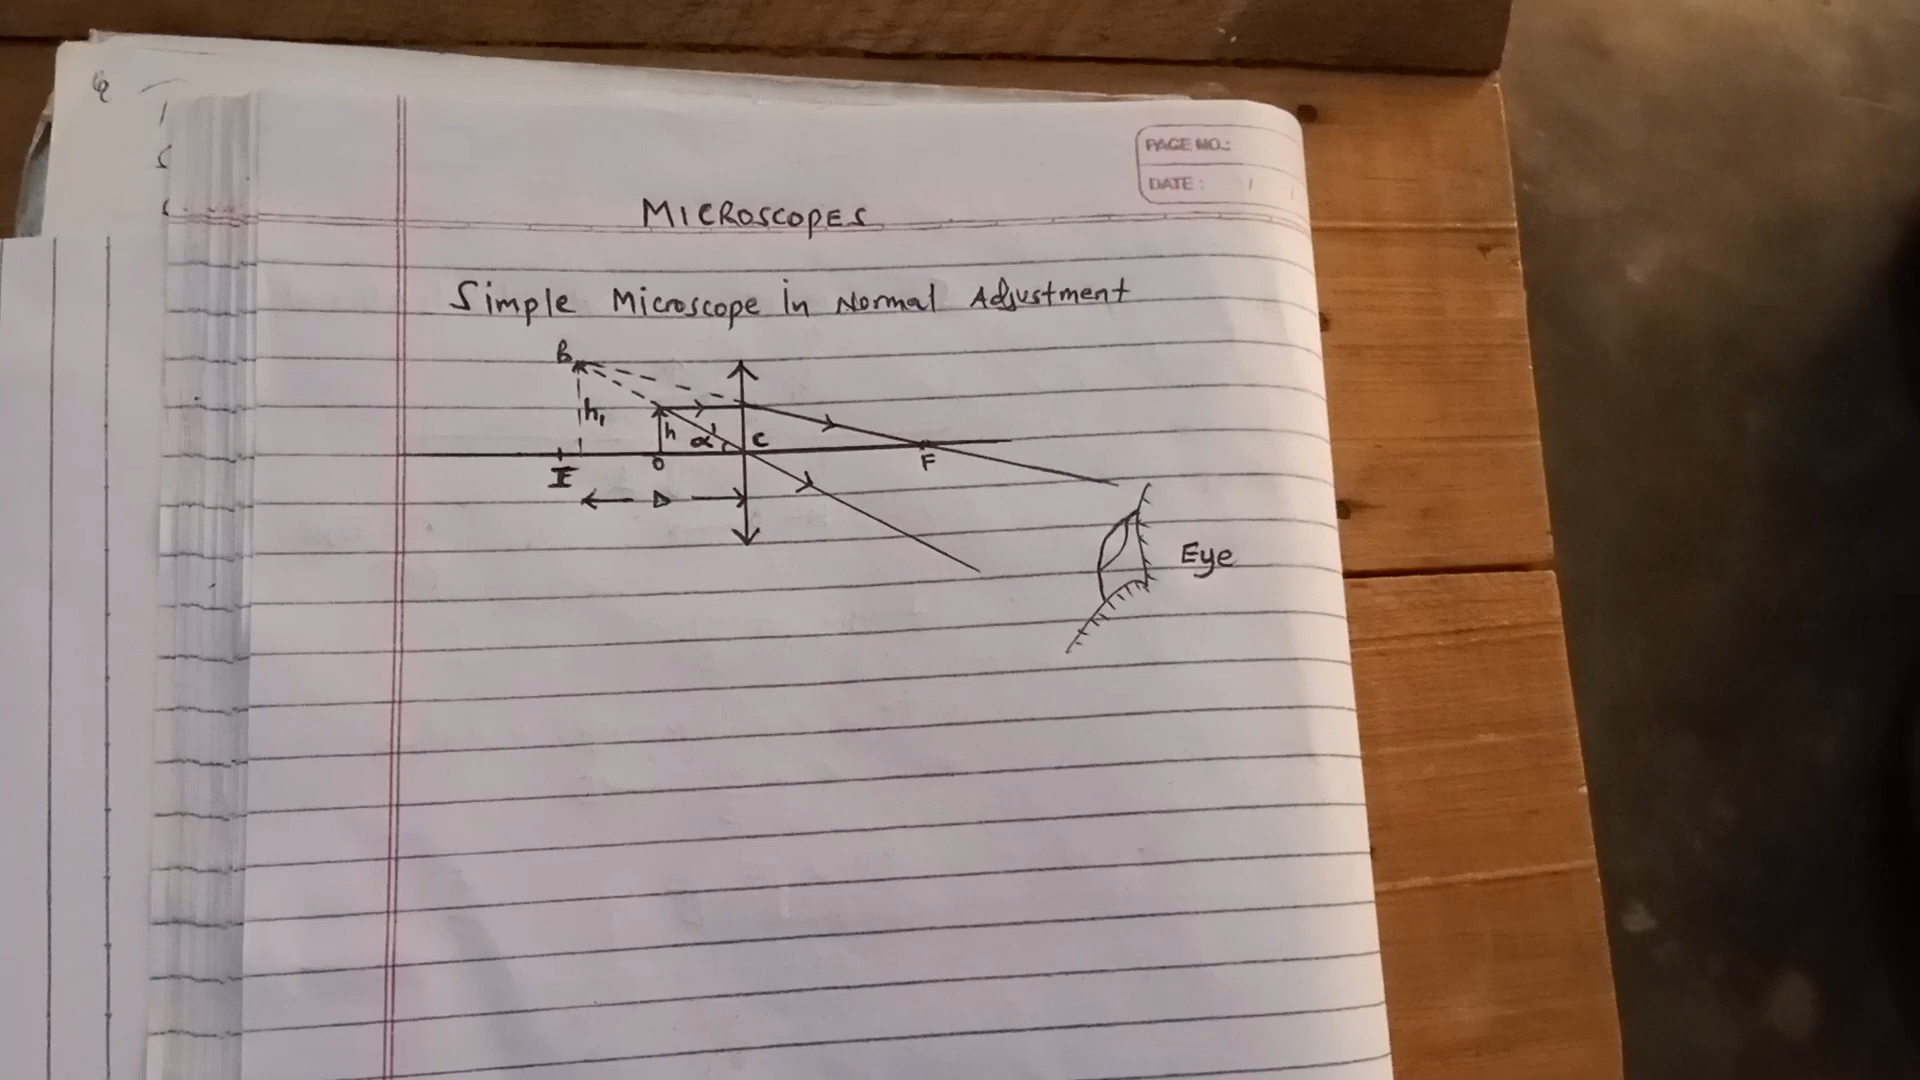 PAGE NO.:
DATE : / /
MICROSCOPES
Simple Microscope in Normal Adjustment
B
h₁
h α' C
I O F
D
Eye